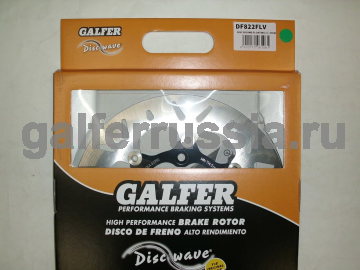 GALFER
Disc wave
DF822FLV
galferrussia.ru
GALFER
PERFORMANCE BRAKING SYSTEMS
HIGH PERFORMANCE BRAKE ROTOR
DISCO DE FRENO ALTO RENDIMIENTO
Disc wave